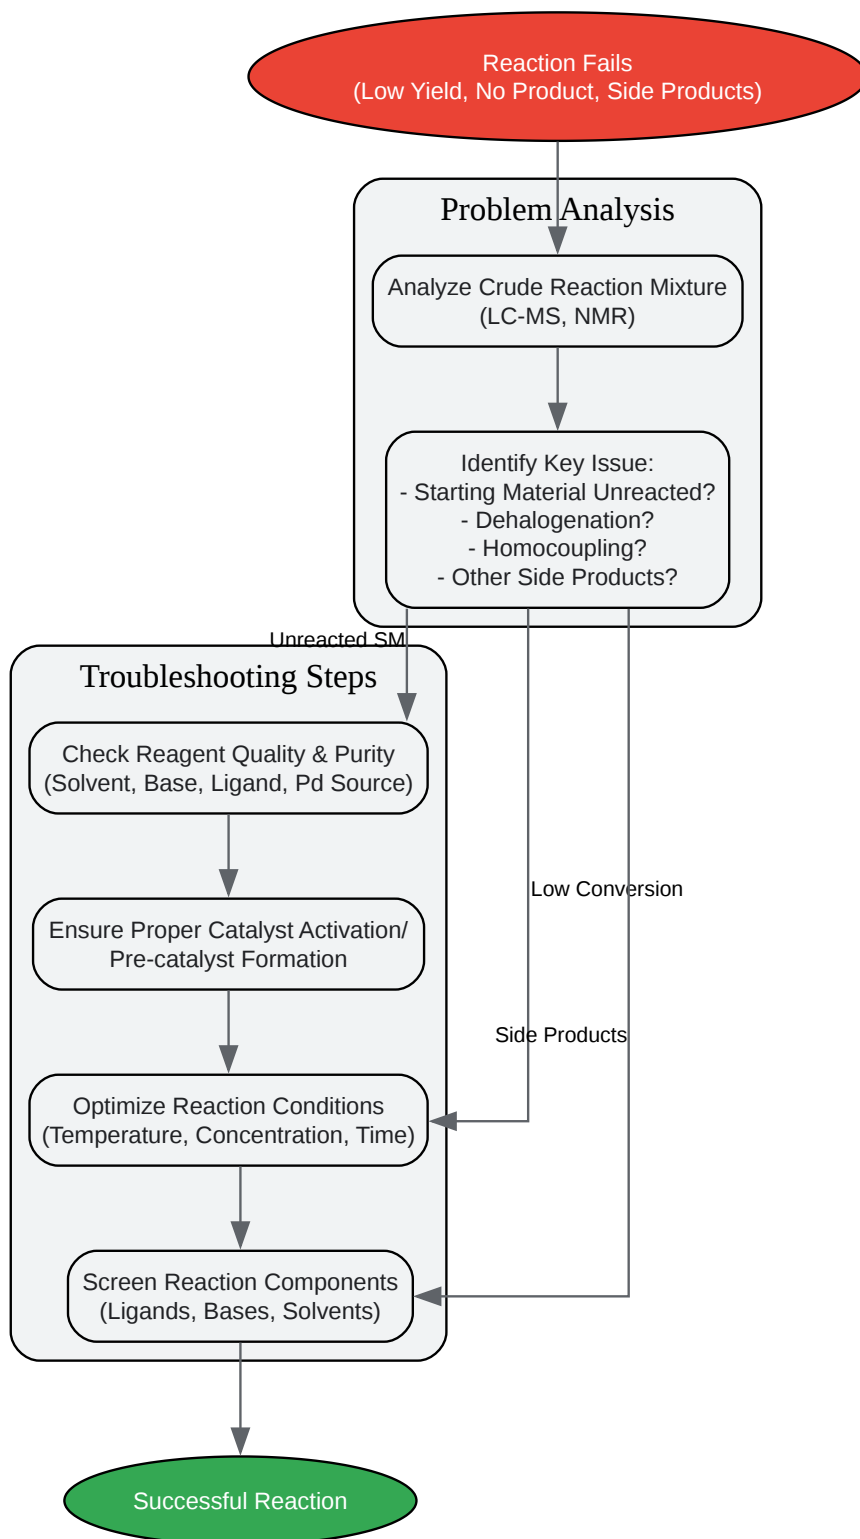 Reaction Fails
(Low Yield, No Product, Side Products)
Problem Analysis
Analyze Crude Reaction Mixture
(LC-MS, NMR)
Identify Key Issue:
- Starting Material Unreacted?
- Dehalogenation?
- Homocoupling?
- Other Side Products?
Unreacted SM
Troubleshooting Steps
Check Reagent Quality & Purity
(Solvent, Base, Ligand, Pd Source)
Low Conversion
Ensure Proper Catalyst Activation/
Pre-catalyst Formation
Side Products
Optimize Reaction Conditions
(Temperature, Concentration, Time)
Screen Reaction Components
(Ligands, Bases, Solvents)
Successful Reaction